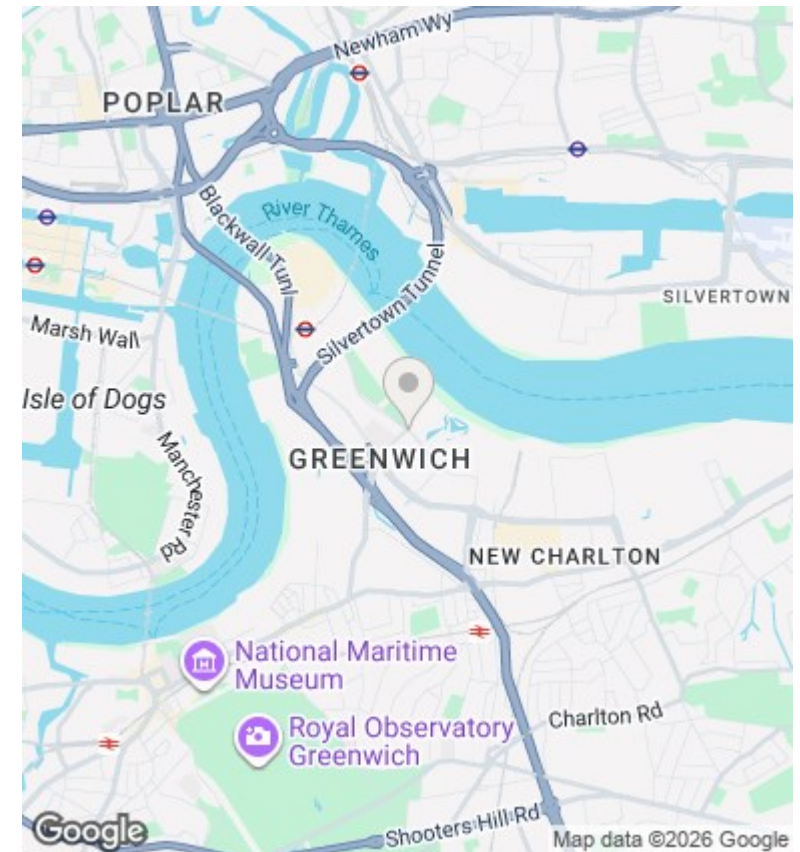 Newham Wy
POPLAR
River Thames
Blackwall Tunl
Silvertown Tunnel
SILVERTOWN
Marsh Wall
Isle of Dogs
Manchester Rd
GREENWICH
NEW CHARLTON
National Maritime
Museum
Royal Observatory
Greenwich
Charlton Rd
Shooters Hill Rd
Google
Map data ©2026 Google